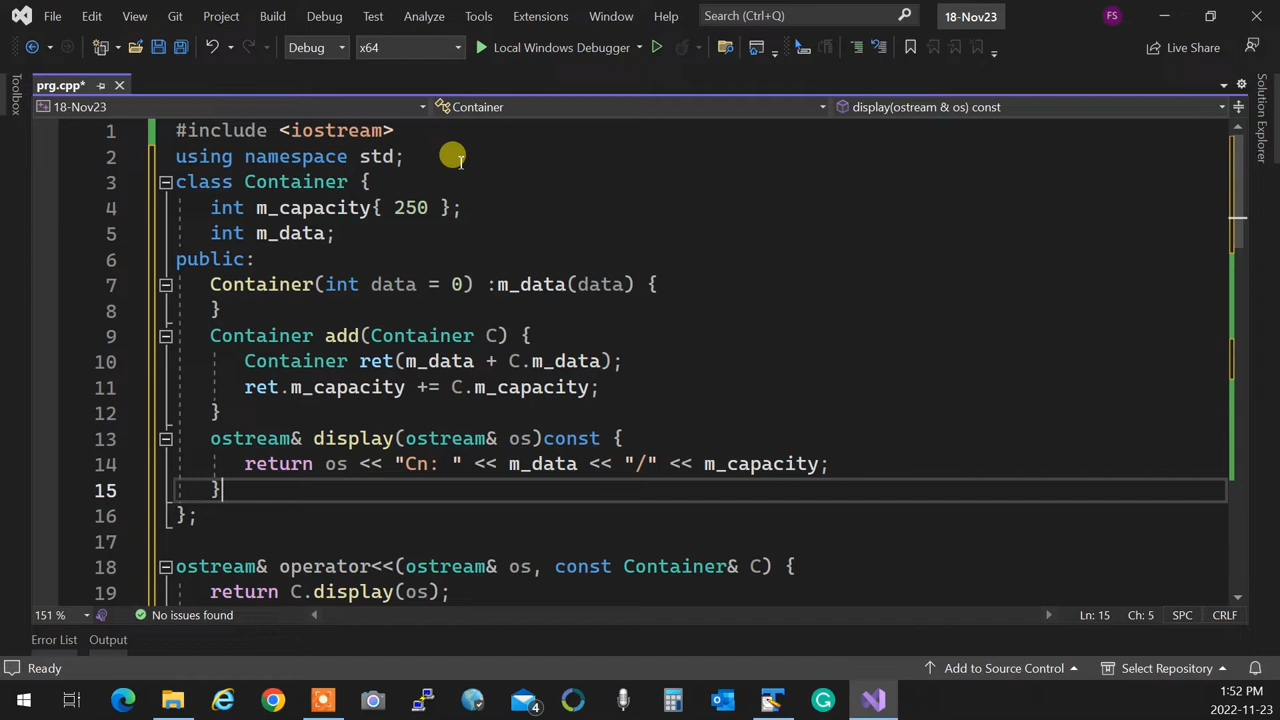 File Edit View Git Project Build Debug Test Analyze Tools Extensions Window Help Search (Ctrl+Q) 18-Nov23 FS
Debug x64 Local Windows Debugger Live Share
prg.cpp*
18-Nov23 Container display(ostream & os) const
Toolbox
Solution Explorer
1 #include <iostream>
2 using namespace std;
3 class Container {
4 int m_capacity{ 250 };
5 int m_data;
6 public:
7 Container(int data = 0) :m_data(data) {
8 }
9 Container add(Container C) {
10 Container ret(m_data + C.m_data);
11 ret.m_capacity += C.m_capacity;
12 }
13 ostream& display(ostream& os)const {
14 return os << "Cn: " << m_data << "/" << m_capacity;
15 }
16 };
17
18 ostream& operator<<(ostream& os, const Container& C) {
19 return C.display(os);
151 % No issues found Ln: 15 Ch: 5 SPC CRLF
Error List Output
Ready Add to Source Control Select Repository
4
1:52 PM
2022-11-23